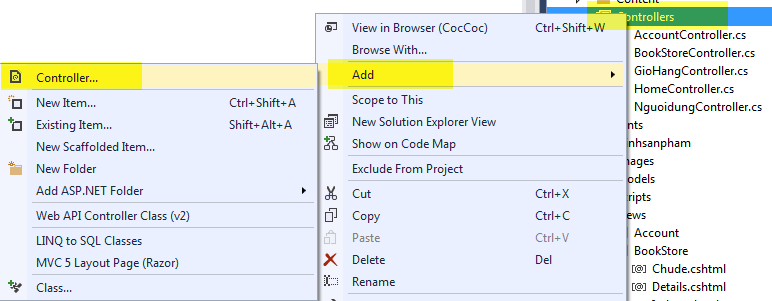 Controller...
New Item... Ctrl+Shift+A
Existing Item... Shift+Alt+A
New Scaffolded Item...
New Folder
Add ASP.NET Folder
Web API Controller Class (v2)
LINQ to SQL Classes
MVC 5 Layout Page (Razor)
Class...
View in Browser (CocCoc) Ctrl+Shift+W
Browse With...
Add
Scope to This
New Solution Explorer View
Show on Code Map
Exclude From Project
Cut Ctrl+X
Copy Ctrl+C
Paste Ctrl+V
Delete Del
Rename
Content
Controllers
AccountController.cs
BookStoreController.cs
GioHangController.cs
HomeController.cs
NguoidungController.cs
nts
nhsanpham
mages
odels
ripts
ews
Account
BookStore
Chude.cshtml
Details.cshtml